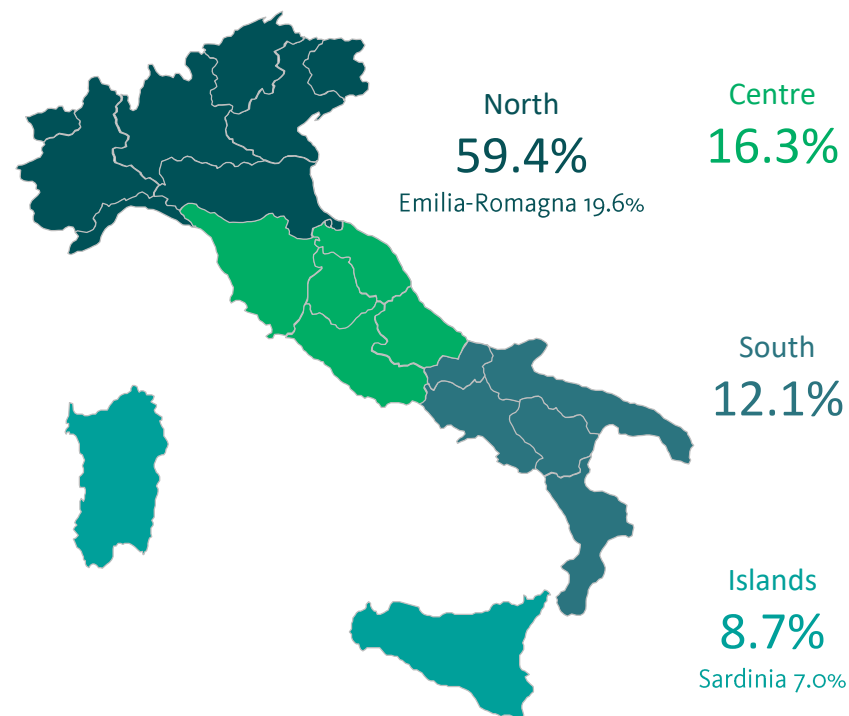 North
59.4%
Emilia-Romagna 19.6%
Centre
16.3%
South
12.1%
Islands
8.7%
Sardinia 7.0%